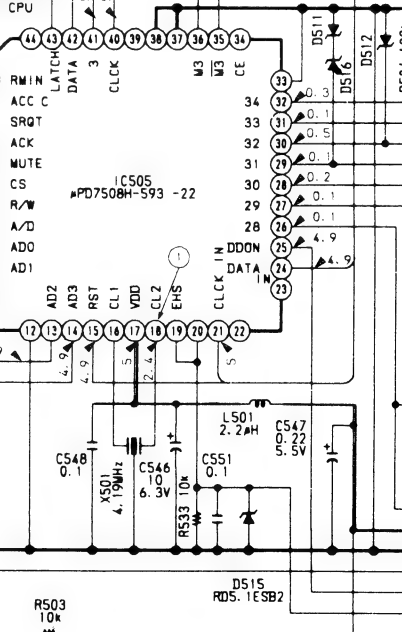 CPU
44 43 42 41 40 39 38 37 36 35 34
LATCH
DATA
3
CLCK
M3
M3
CE
D511
D516
D512
RMIN
ACC C
SRQT
ACK
MUTE
CS
R/W
A/D
AD0
AD1
IC505
μPD7508H-593 -22
33
34 32 0.3
33 31 0.1
32 30 0.5
31 29 0.1
30 28 0.2
29 27 0.1
28 26 0.1
DDON 25 4.9
DATA 24 4.9
IN
23
1
AD2
AD3
RST
CL1
VDD
CL2
EHS
CLCK IN
12 13 14 15 16 17 18 19 20 21 22
4.9
4.9
5
2.4
5
L501
2.2μH
C547
0.22
5.5V
C548
0.1
X501
4.19MHz
C546
10
6.3V
C551
0.1
R533 10k
D515
RD5.1ESB2
R503
10k